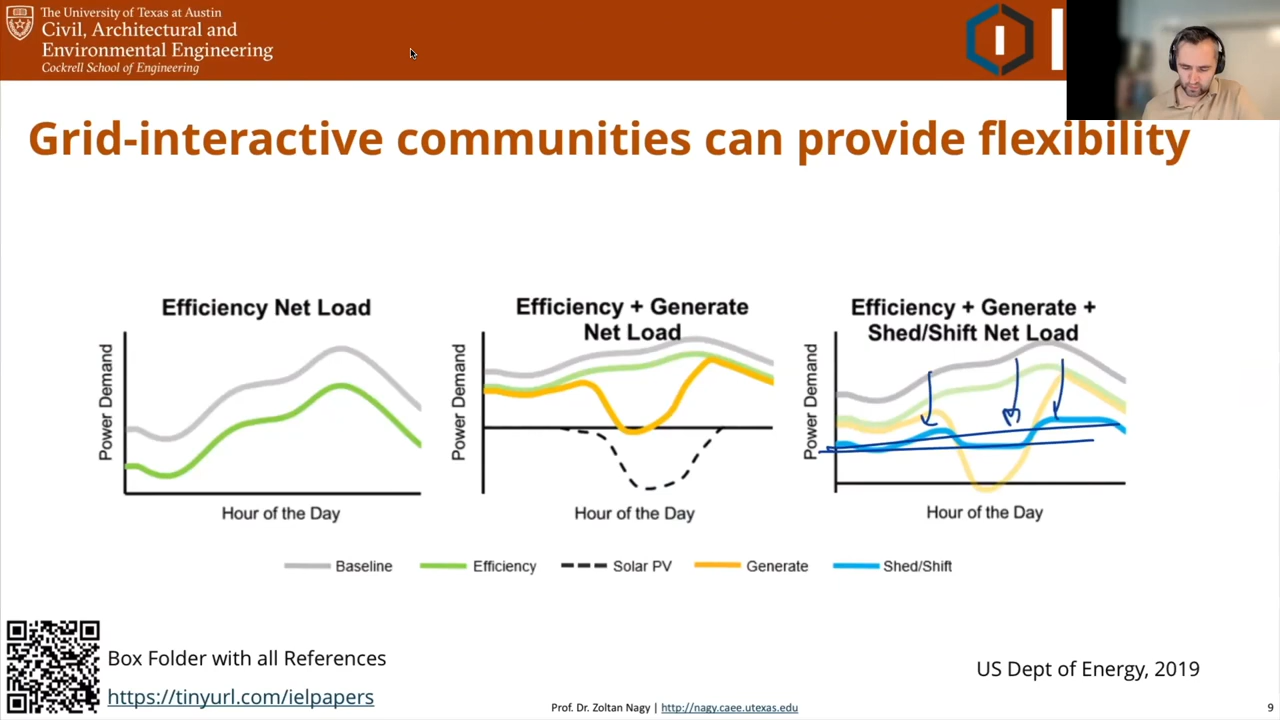 The University of Texas at Austin
Civil, Architectural and
Environmental Engineering
Cockrell School of Engineering
I
Grid-interactive communities can provide flexibility
Efficiency Net Load
Power Demand
Hour of the Day
Efficiency + Generate
Net Load
Power Demand
Hour of the Day
Efficiency + Generate +
Shed/Shift Net Load
Power Demand
Hour of the Day
Baseline
Efficiency
Solar PV
Generate
Shed/Shift
Box Folder with all References
https://tinyurl.com/ielpapers
US Dept of Energy, 2019
Prof. Dr. Zoltan Nagy | http://nagy.caee.utexas.edu
9